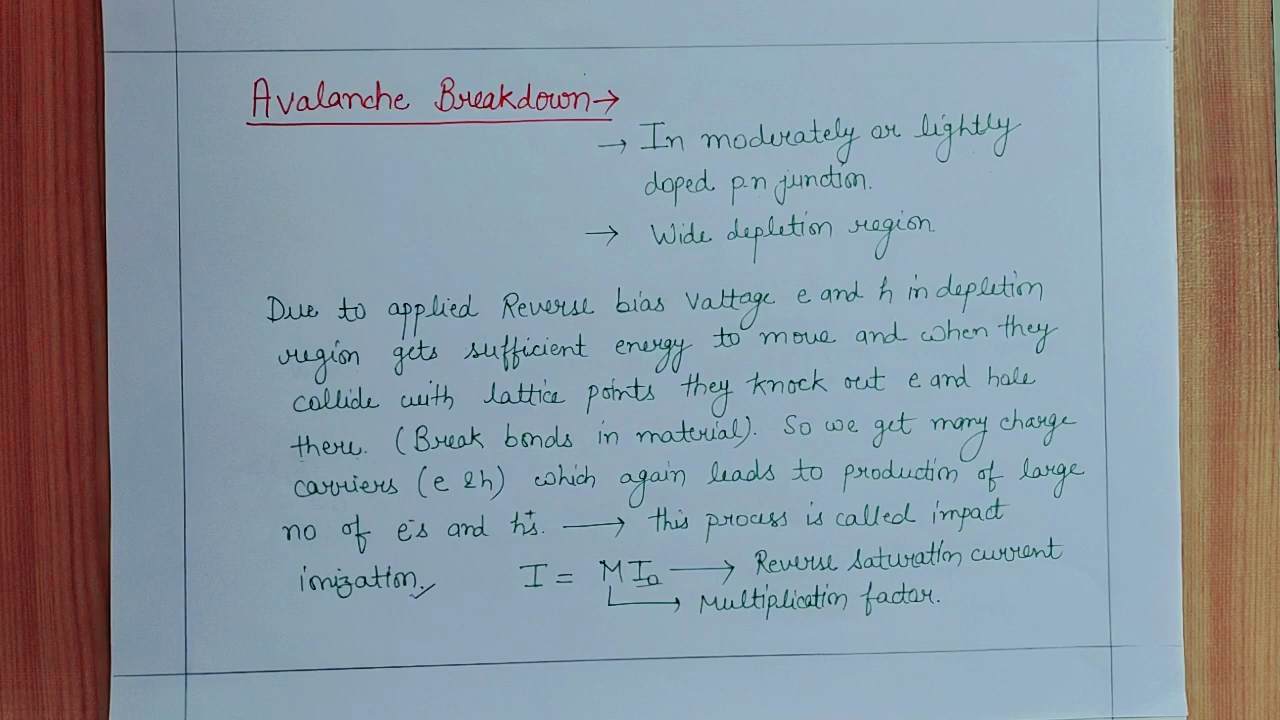 Avalanche Breakdown→
→ In moderately or lightly
doped p.n junction.
→ Wide depletion region.
Due to applied Reverse bias Valtage e and h in depletion
region gets sufficient energy to move and when they
collide with lattice points they knock out e and hole
there. (Break bonds in material). So we get many charge
carriers (e & h) which again leads to production of large
no of e⁻s and h⁺s. → this process is called impact
ionization. I = M I₀ → Reverse saturation current
→ Multiplication factor.